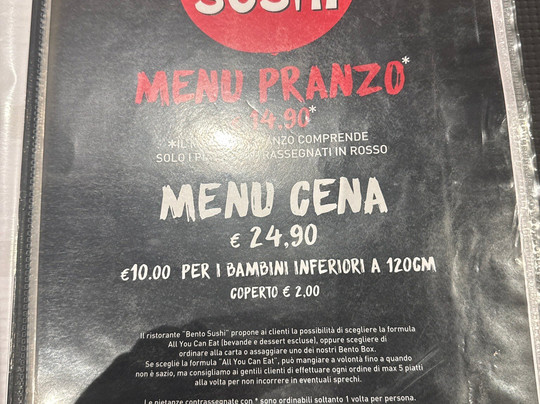 SUSHI
MENU PRANZO*
€ 14.90*
*IL PRANZO COMPRENDE
SOLO I RASSEGNATI IN ROSSO
MENU CENA
€ 24,90
€10.00 PER I BAMBINI INFERIORI A 120CM
COPERTO € 2,00
Il ristorante "Bento Sushi" propone ai clienti la possibilità di scegliere la formula
All You Can Eat (bevande e dessert escluse), oppure scegliere di
ordinare alla carta o assaggiare uno dei nostri Bento Box.
Se sceglie la formula "All You Can Eat", può mangiare a volontà fino a quando
non è sazio, ma consigliamo ai gentili clienti di effettuare ogni ordine di max 5 piatti
alla volta per non incorrere in eventuali sprechi.
Le pietanze contrassegnate con * sono ordinabili soltanto 1 volta per persona.